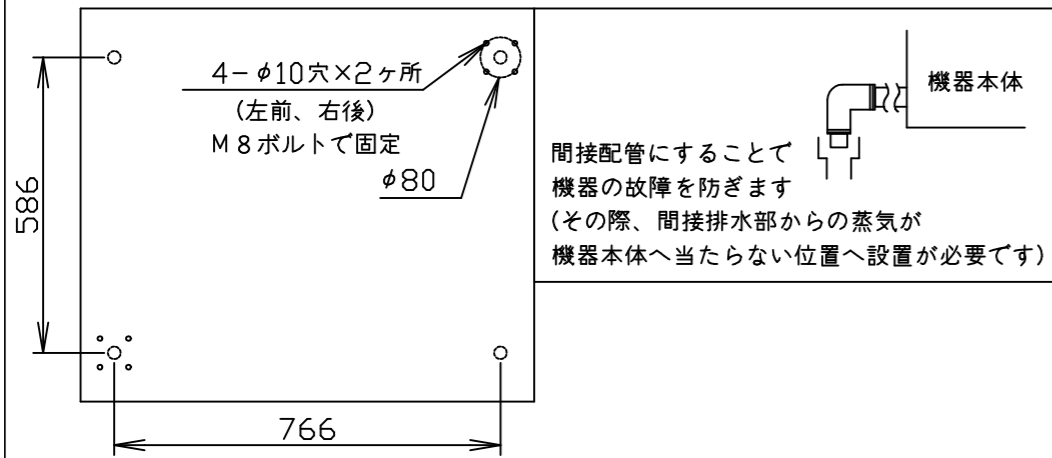 4-φ10穴×2ヶ所
(左前、右後)
M8ボルトで固定
φ80
586
766
機器本体
間接配管にすることで
機器の故障を防ぎます
(その際、間接排水部からの蒸気が
機器本体へ当たらない位置へ設置が必要です)